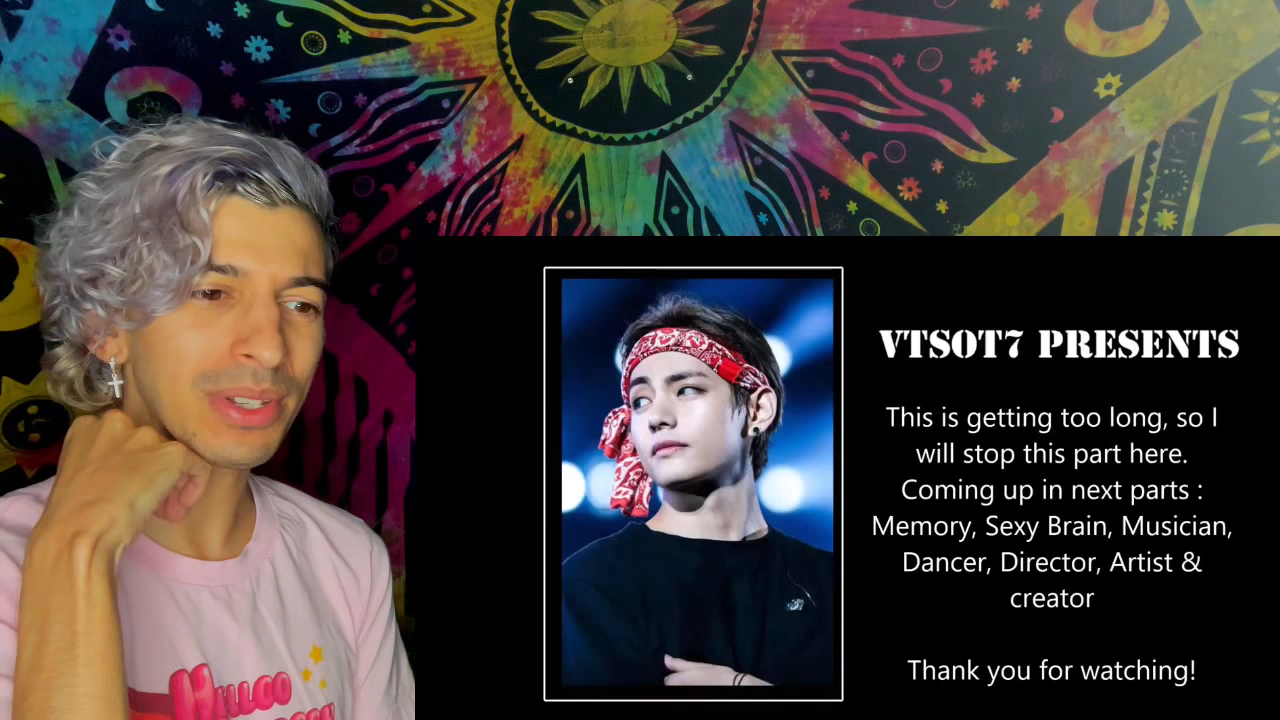 VTSOT7 PRESENTS
This is getting too long, so I
will stop this part here.
Coming up in next parts :
Memory, Sexy Brain, Musician,
Dancer, Director, Artist &
creator
Thank you for watching!